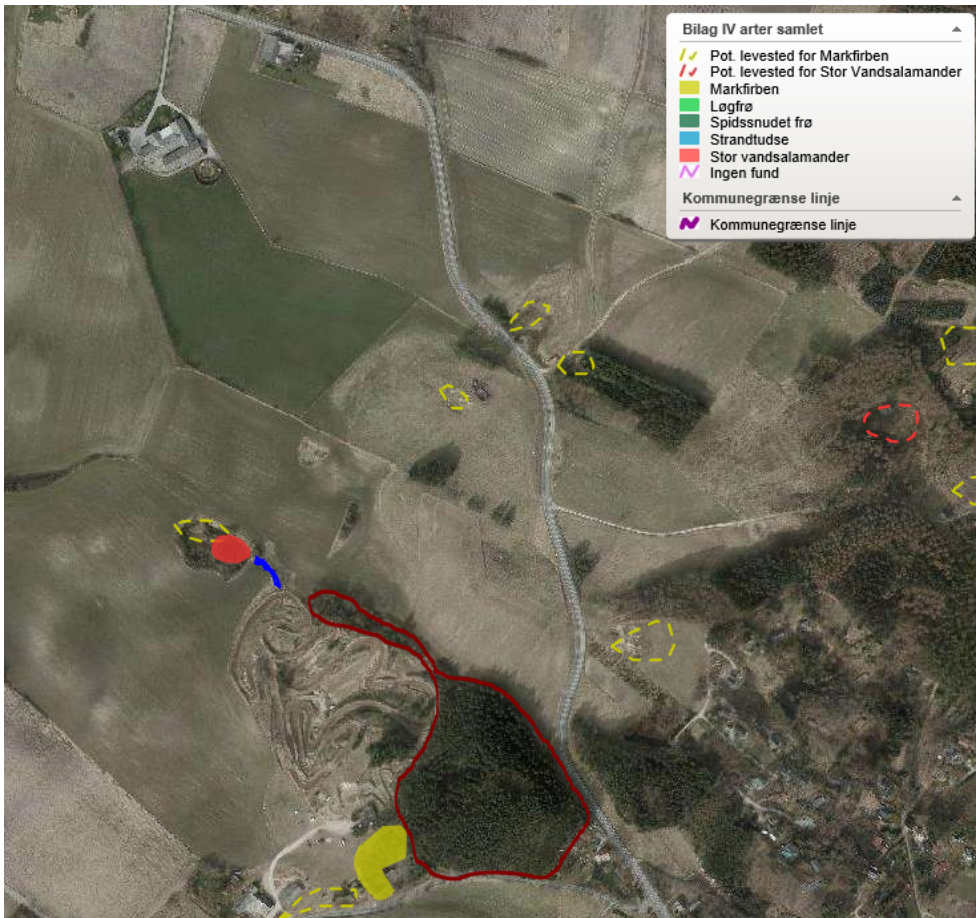 Bilag IV arter samlet
Pot. levested for Markfirben
Pot. levested for Stor Vandsalamander
Markfirben
Løgfrø
Spidssnudet frø
Strandtudse
Stor vandsalamander
Ingen fund
Kommunegrænse linje
Kommunegrænse linje